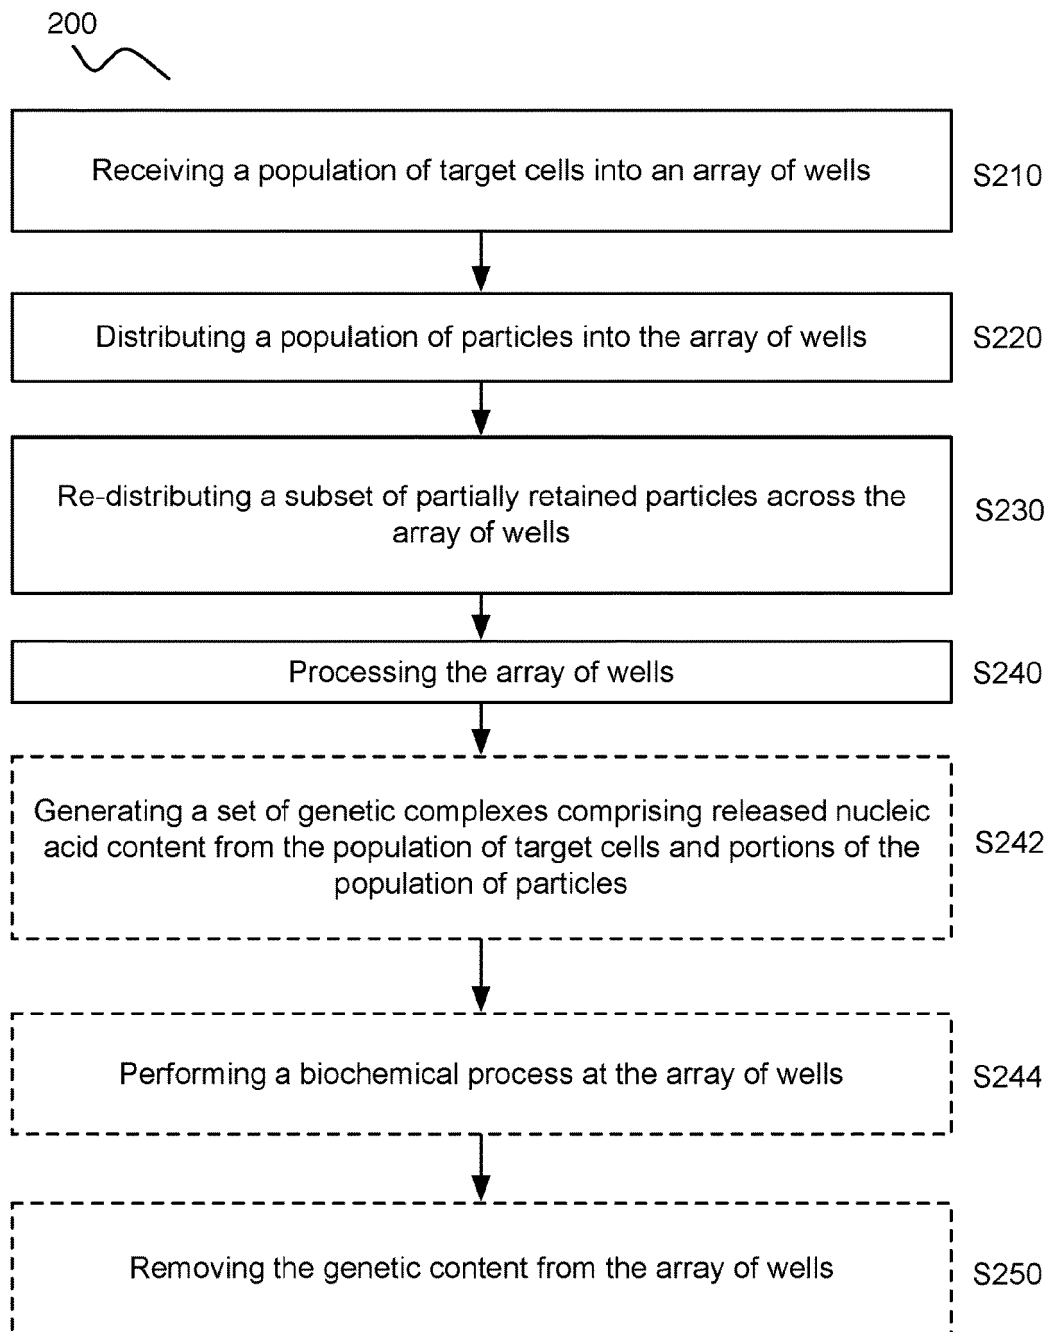 200
Receiving a population of target cells into an array of wells
S210
Distributing a population of particles into the array of wells
S220
Re-distributing a subset of partially retained particles across the
array of wells
S230
Processing the array of wells
S240
Generating a set of genetic complexes comprising released nucleic
acid content from the population of target cells and portions of the
population of particles
S242
Performing a biochemical process at the array of wells
S244
Removing the genetic content from the array of wells
S250